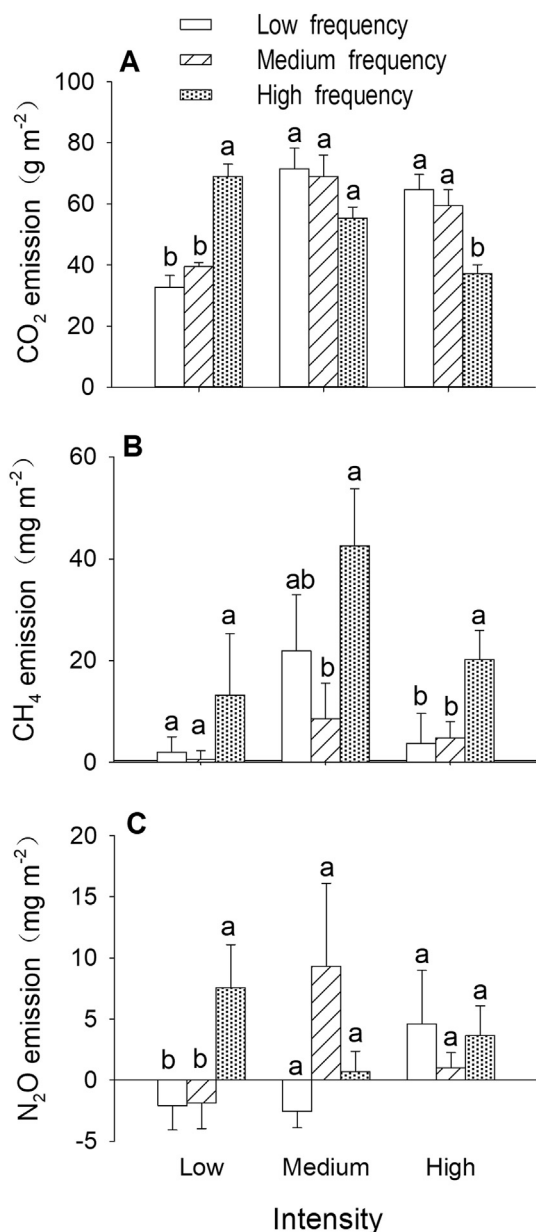 Low frequency
Medium frequency
High frequency
A
CO₂ emission (g m⁻²)
100
80
60
40
20
0
b b a
a a a
a a b
B
CH₄ emission (mg m⁻²)
60
40
20
0
a a a
ab b a
b b a
C
N₂O emission (mg m⁻²)
20
15
10
5
0
-5
b b a
a a a
a a a
Low Medium High
Intensity